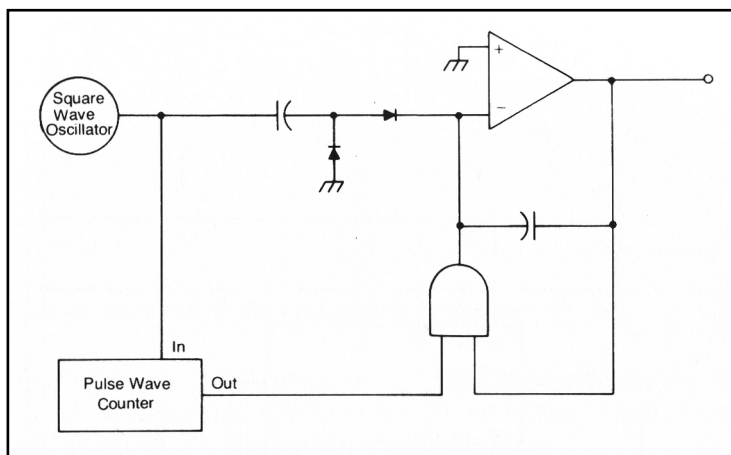 Square
Wave
Oscillator
+
−
In
Pulse Wave
Counter
Out